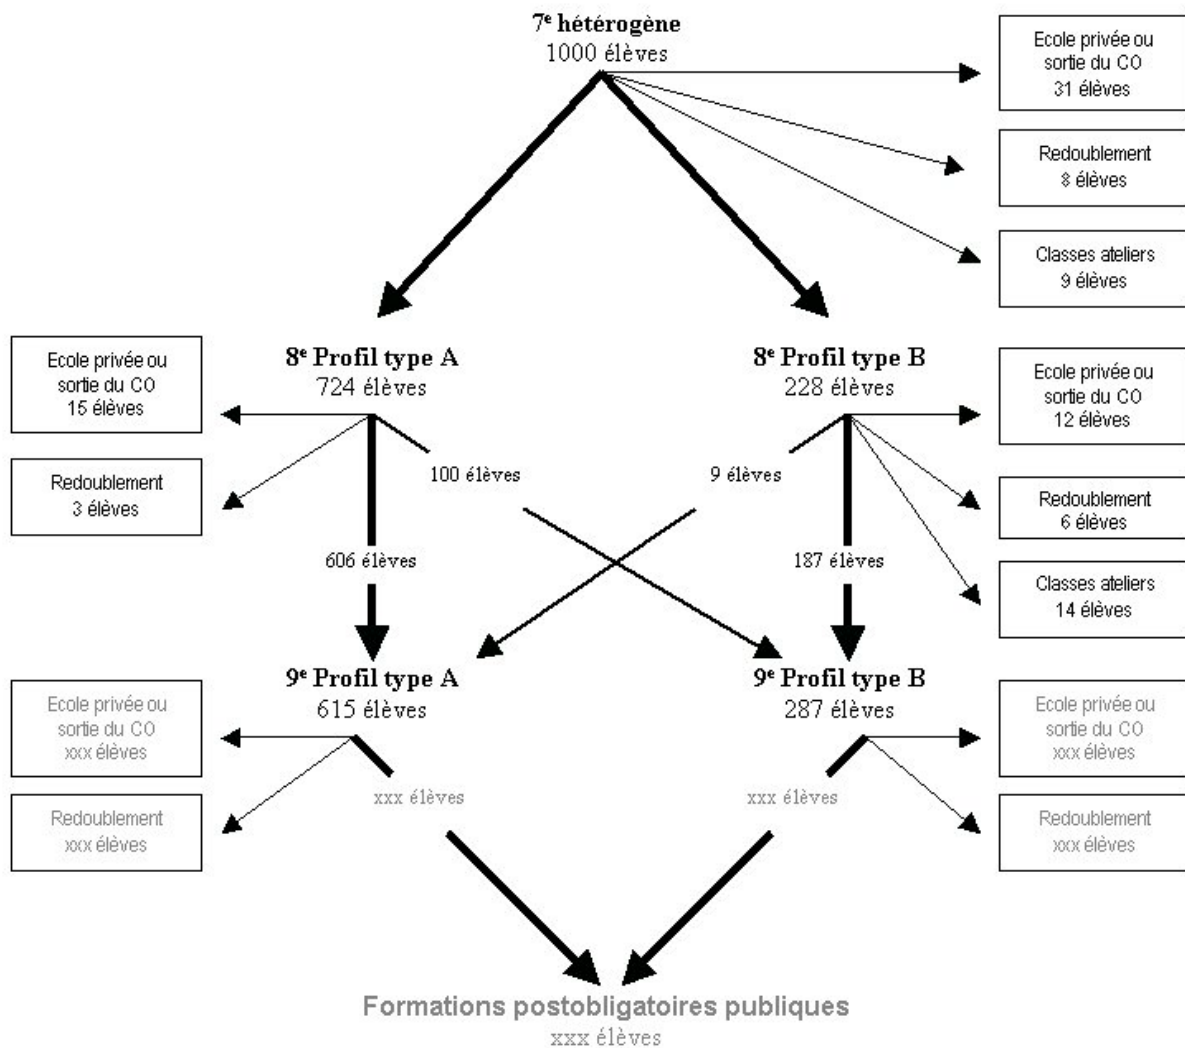 7e hétérogène
1000 élèves
Ecole privée ou
sortie du CO
31 élèves
Redoublement
8 élèves
Classes ateliers
9 élèves
Ecole privée ou
sortie du CO
15 élèves
Redoublement
3 élèves
8e Profil type A
724 élèves
8e Profil type B
228 élèves
Ecole privée ou
sortie du CO
12 élèves
100 élèves
9 élèves
Redoublement
6 élèves
606 élèves
187 élèves
Classes ateliers
14 élèves
9e Profil type A
615 élèves
9e Profil type B
287 élèves
Ecole privée ou
sortie du CO
xxx élèves
Ecole privée ou
sortie du CO
xxx élèves
xxx élèves
xxx élèves
Redoublement
xxx élèves
Redoublement
xxx élèves
Formations postobligatoires publiques
xxx élèves